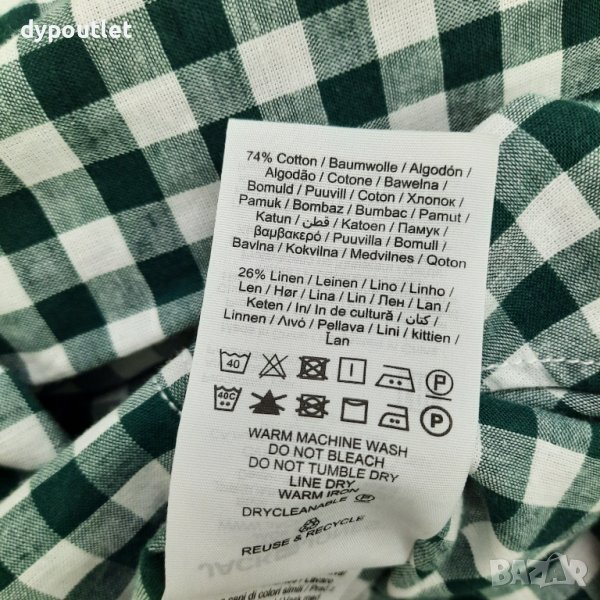 dypoutlet
74% Cotton / Baumwolle / Algodón /
Algodão / Cotone / Bawełna /
Bomuld / Puuvill / Coton / Хлопок /
Pamuk / Bombaz / Bumbac / Pamut /
Katun / قطن / Katoen / Памук /
βαμβακερό / Puuvilla / Bomull /
Bavlna / Kokvilna / Medvilnes / Qoton
26% Linen / Leinen / Lino / Linho /
Len / Hør / Lina / Lin / Лен / Lan /
Keten / In/ In de cultură / كتان /
Linnen / Λινό / Pellava / Lini / kittien /
Lan
40 P
40C P
WARM MACHINE WASH
DO NOT BLEACH
DO NOT TUMBLE DRY
LINE DRY
WARM IRON
DRYCLEANABLE P
REUSE & RECYCLE
BAZAR